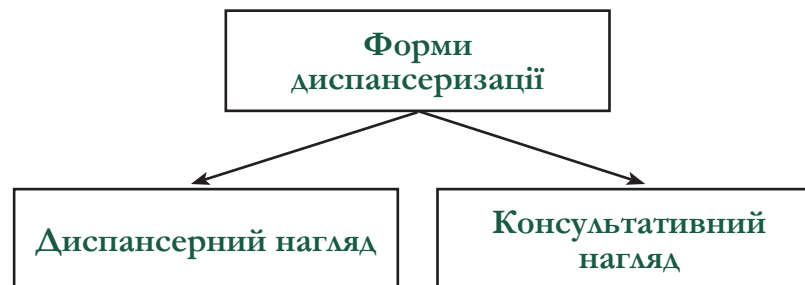 Форми
диспансеризації
Диспансерний нагляд
Консультативний
нагляд